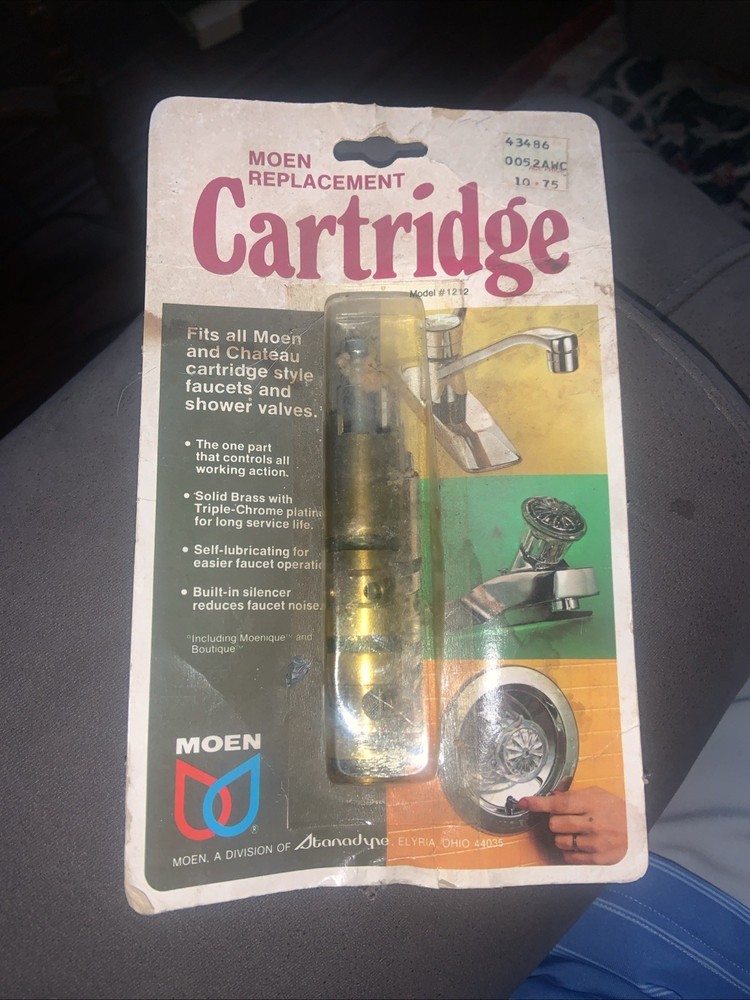 43486
0052AWC
10.75
MOEN
REPLACEMENT
Cartridge
Model #1212
Fits all Moen
and Chateau
cartridge style
faucets and
shower valves.*
• The one part
that controls all
working action.
• Solid Brass with
Triple-Chrome plating
for long service life.
• Self-lubricating for
easier faucet operatio
• Built-in silencer
reduces faucet noise.
*Including Moenique™ and
Boutique™
MOEN
®
MOEN, A DIVISION OF Stanadyne, ELYRIA, OHIO 44035